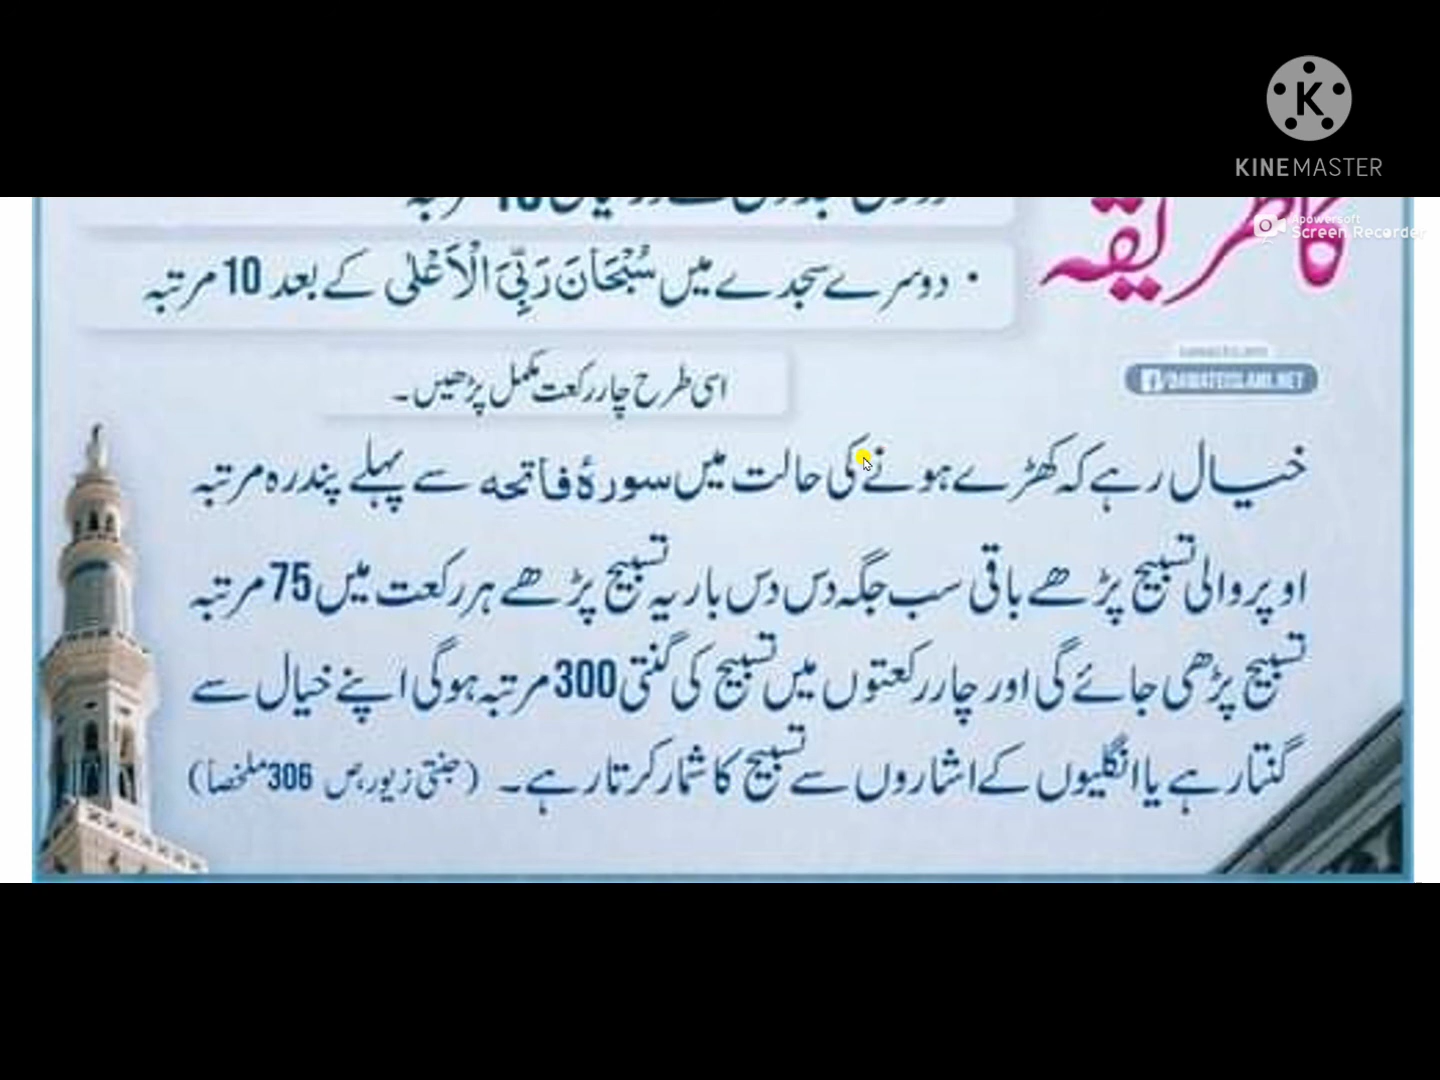 KINEMASTER
Apowersoft
Screen Recorder
کا طریقہ
• دوسرے سجدے میں سُبْحَانَ رَبِّیَ الْاَعْلٰی کے بعد 10 مرتبہ
/DAWATEISLAMI.NET
اسی طرح چار رکعت مکمل پڑھیں۔
خیال رہے کہ کھڑے ہونے کی حالت میں سورۂ فاتحہ سے پہلے پندرہ مرتبہ
اوپر والی تسبیح پڑھے باقی سب جگہ دس دس بار یہ تسبیح پڑھے ہر رکعت میں 75 مرتبہ
تسبیح پڑھی جائے گی اور چار رکعتوں میں تسبیح کی گنتی 300 مرتبہ ہوگی اپنے خیال سے
گنتا رہے یا انگلیوں کے اشاروں سے تسبیح کا شمار کرتا رہے۔ (جنتی زیور، ص 306 ملخصاً)